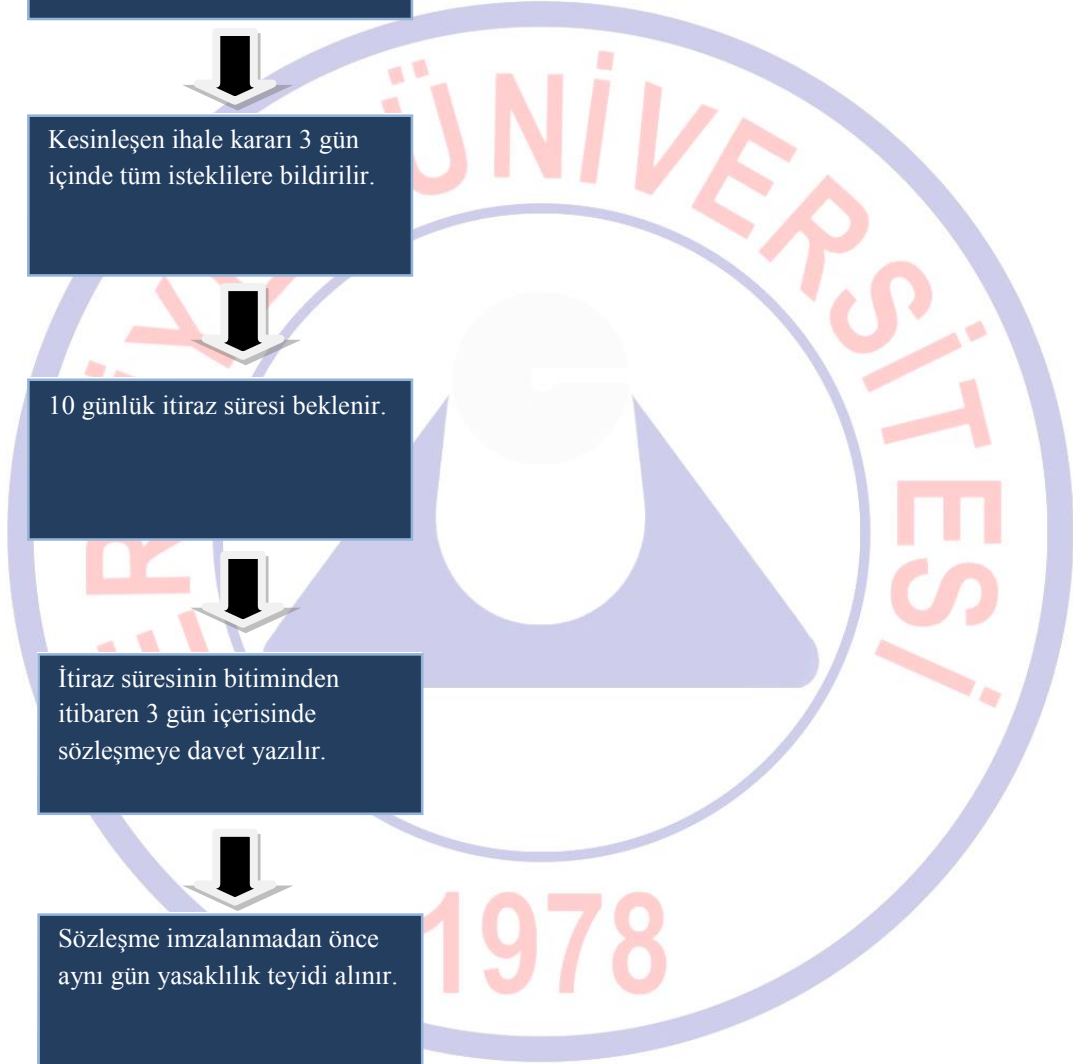 Kesinleşen ihale kararı 3 gün
içinde tüm isteklilere bildirilir.
10 günlük itiraz süresi beklenir.
İtiraz süresinin bitiminden
itibaren 3 gün içerisinde
sözleşmeye davet yazılır.
Sözleşme imzalanmadan önce
aynı gün yasaklılık teyidi alınır.
ÜNİVERSİTESİ
1978